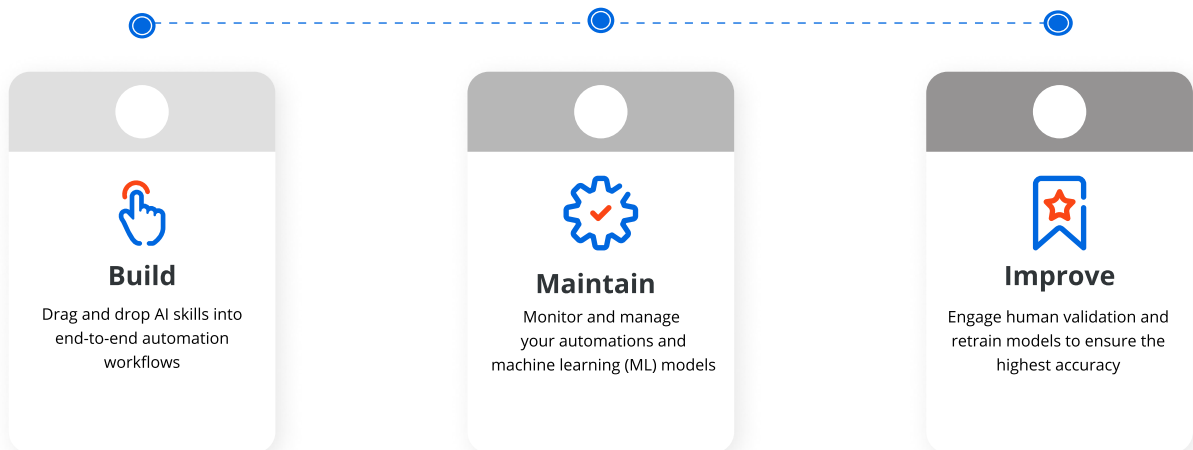 Build
Drag and drop AI skills into
end-to-end automation
workflows
Maintain
Monitor and manage
your automations and
machine learning (ML) models
Improve
Engage human validation and
retrain models to ensure the
highest accuracy